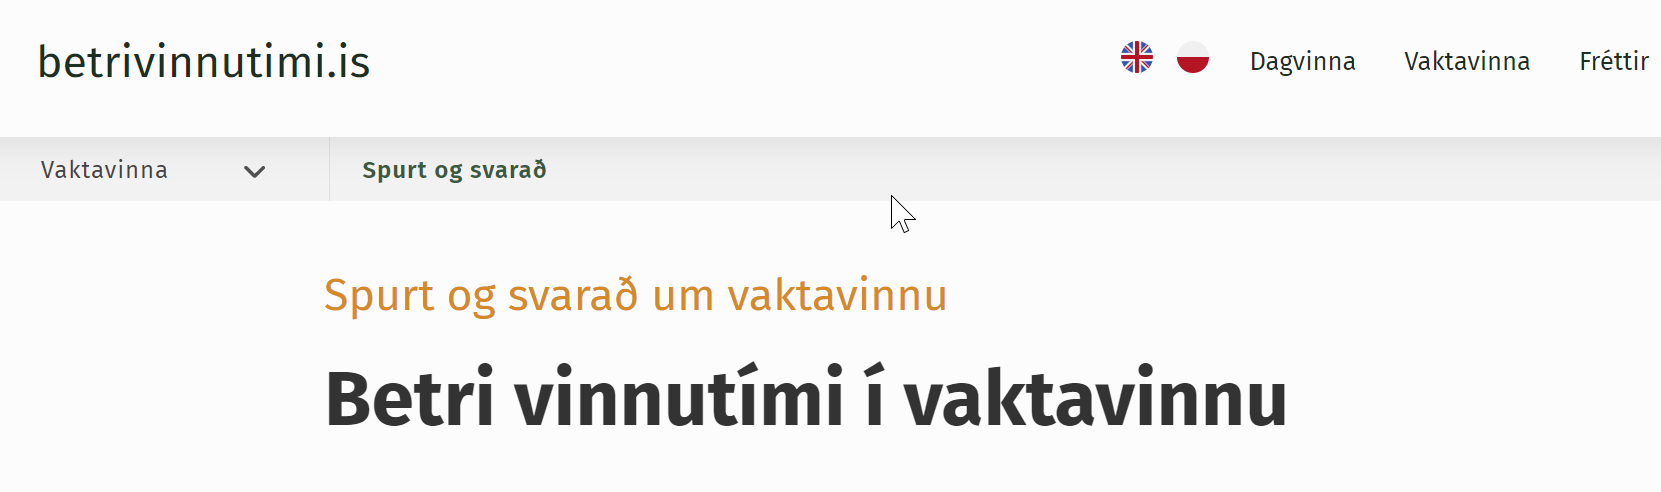 betrivinnutimi.is
Dagvinna Vaktavinna Fréttir
Vaktavinna Spurt og svarað
Spurt og svarað um vaktavinnu
Betri vinnutími í vaktavinnu